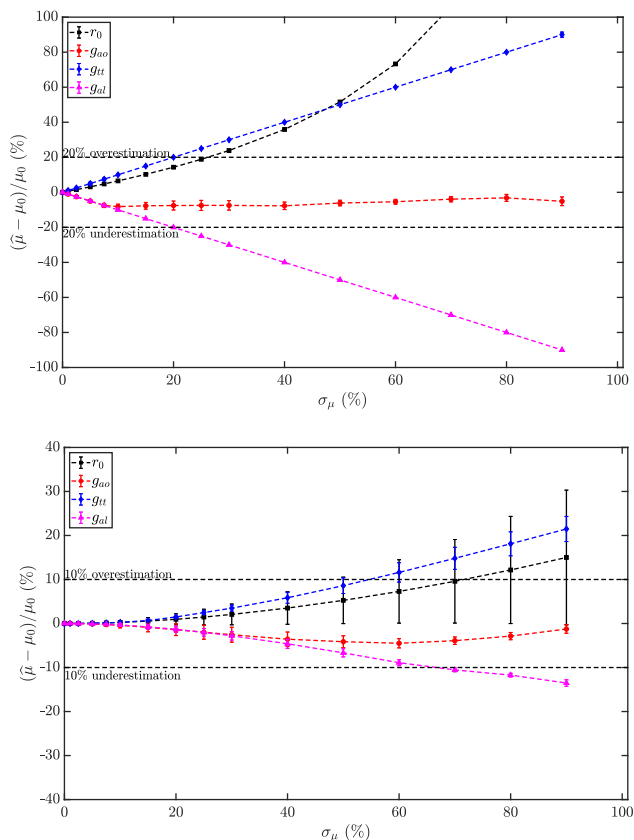 100
80
60
40
20
0
-20
-40
-60
-80
-100
(μ̂ − μ₀)/μ₀ (%)
r₀
gₐₒ
gₜₜ
gₐₗ
20% overestimation
20% underestimation
0 20 40 60 80 100
σ_μ (%)
40
30
20
10
0
-10
-20
-30
-40
(μ̂ − μ₀)/μ₀ (%)
r₀
gₐₒ
gₜₜ
gₐₗ
10% overestimation
10% underestimation
0 20 40 60 80 100
σ_μ (%)